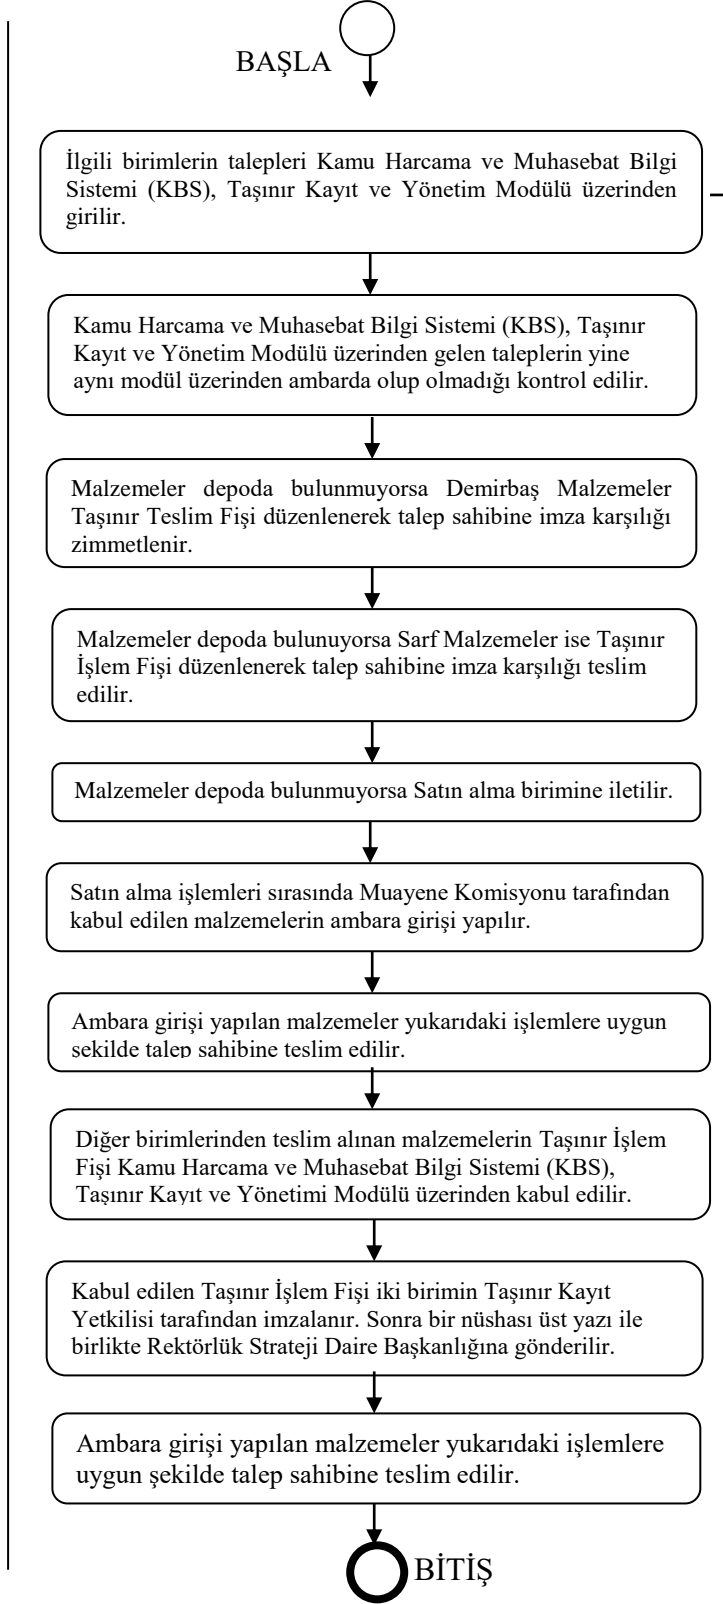 BAŞLA
İlgili birimlerin talepleri Kamu Harcama ve Muhasebat Bilgi
Sistemi (KBS), Taşınır Kayıt ve Yönetim Modülü üzerinden
girilir.
Kamu Harcama ve Muhasebat Bilgi Sistemi (KBS), Taşınır
Kayıt ve Yönetim Modülü üzerinden gelen taleplerin yine
aynı modül üzerinden ambarda olup olmadığı kontrol edilir.
Malzemeler depoda bulunmuyorsa Demirbaş Malzemeler
Taşınır Teslim Fişi düzenlenerek talep sahibine imza karşılığı
zimmetlenir.
Malzemeler depoda bulunuyorsa Sarf Malzemeler ise Taşınır
İşlem Fişi düzenlenerek talep sahibine imza karşılığı teslim
edilir.
Malzemeler depoda bulunmuyorsa Satın alma birimine iletilir.
Satın alma işlemleri sırasında Muayene Komisyonu tarafından
kabul edilen malzemelerin ambara girişi yapılır.
Ambara girişi yapılan malzemeler yukarıdaki işlemlere uygun
şekilde talep sahibine teslim edilir.
Diğer birimlerinden teslim alınan malzemelerin Taşınır İşlem
Fişi Kamu Harcama ve Muhasebat Bilgi Sistemi (KBS),
Taşınır Kayıt ve Yönetimi Modülü üzerinden kabul edilir.
Kabul edilen Taşınır İşlem Fişi iki birimin Taşınır Kayıt
Yetkilisi tarafından imzalanır. Sonra bir nüshası üst yazı ile
birlikte Rektörlük Strateji Daire Başkanlığına gönderilir.
Ambara girişi yapılan malzemeler yukarıdaki işlemlere
uygun şekilde talep sahibine teslim edilir.
BİTİŞ